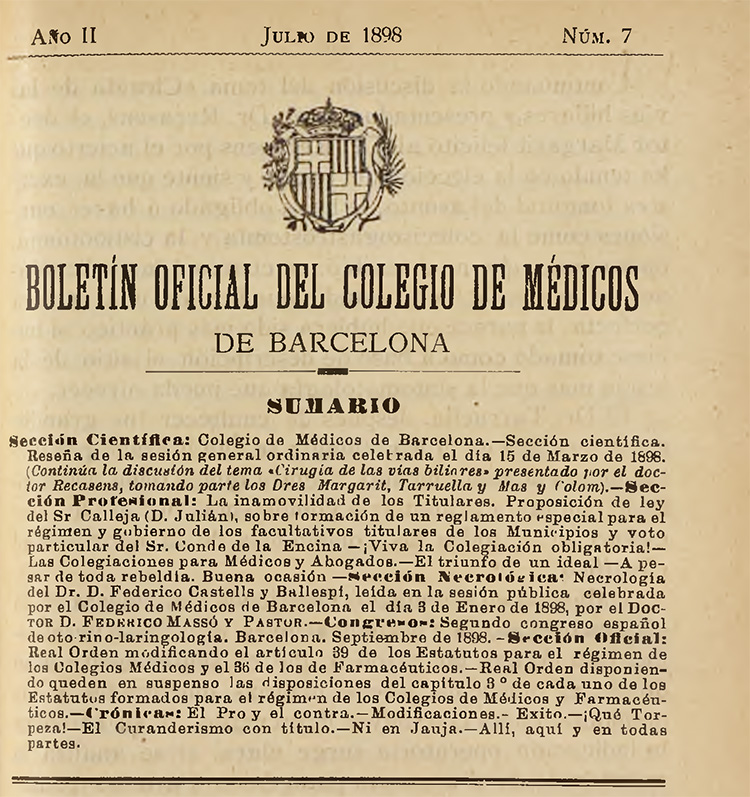 AÑO II JULIO DE 1898 NÚM. 7
BOLETÍN OFICIAL DEL COLEGIO DE MÉDICOS
DE BARCELONA
SUMARIO
Sección Científica: Colegio de Médicos de Barcelona.—Sección científica.
Reseña de la sesión general ordinaria celebrada el día 15 de Marzo de 1898.
(Continúa la discusión del tema «Cirugía de las vías biliares» presentado por el doc-
tor Recasens, tomando parte los Dres Margarit, Tarruella y Mas y Colom).—Sec-
ción Profesional: La inamovilidad de los Titulares. Proposición de ley
del Sr Calleja (D. Julián), sobre formación de un reglamento especial para el
régimen y gobierno de los facultativos titulares de los Municipios y voto
particular del Sr. Conde de la Encina —¡Viva la Colegiación obligatoria!—
Las Colegiaciones para Médicos y Abogados.—El triunfo de un ideal —A pe-
sar de toda rebeldía. Buena ocasión —Sección Necrológica: Necrología
del Dr. D. Federico Castells y Ballespí, leída en la sesión pública celebrada
por el Colegio de Médicos de Barcelona el día 3 de Enero de 1898, por el DOC-
TOR D. FEDERICO MASSÓ Y PASTOR.—Congresos: Segundo congreso español
de oto-rino-laringología. Barcelona. Septiembre de 1898. -Sección Oficial:
Real Orden modificando el artículo 39 de los Estatutos para el régimen de
los Colegios Médicos y el 36 de los de Farmacéuticos.—Real Orden disponien-
do queden en suspenso las disposiciones del capítulo 3º de cada uno de los
Estatutos formados para el régimen de los Colegios de Médicos y Farmacéu-
ticos.—Crónicas: El Pro y el contra.—Modificaciones.- Exito.—¡Qué Tor-
peza!—El Curanderismo con título.—Ni en Jauja.—Allí, aquí y en todas
partes.